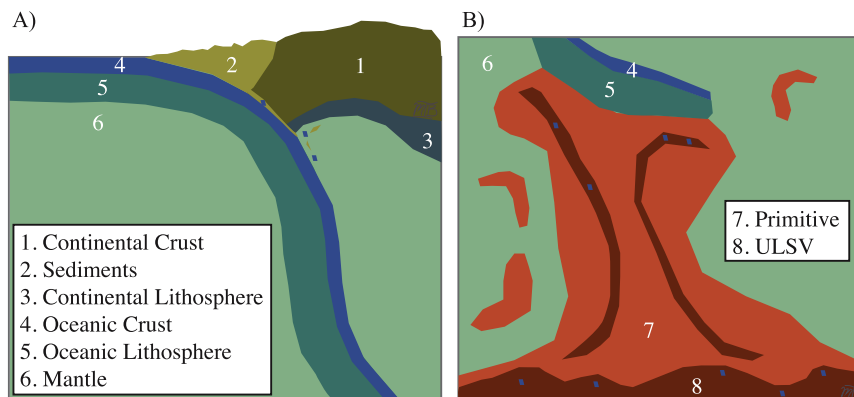 A)
B)
4
2
1
5
6
3
1. Continental Crust
2. Sediments
3. Continental Lithosphere
4. Oceanic Crust
5. Oceanic Lithosphere
6. Mantle
6
4
5
7. Primitive
8. ULSV
7
8